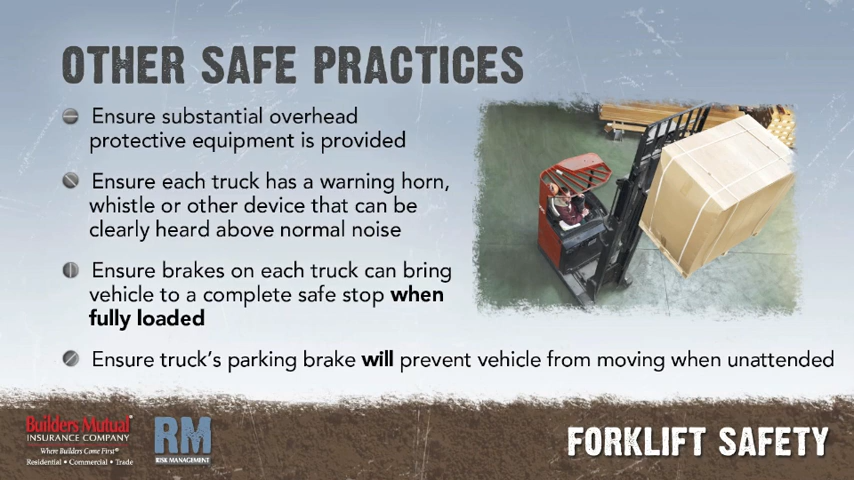 OTHER SAFE PRACTICES
Ensure substantial overhead
protective equipment is provided
Ensure each truck has a warning horn,
whistle or other device that can be
clearly heard above normal noise
Ensure brakes on each truck can bring
vehicle to a complete safe stop when
fully loaded
Ensure truck's parking brake will prevent vehicle from moving when unattended
Builders Mutual®
INSURANCE COMPANY
Where Builders Come First®
Residential • Commercial • Trade
RM
RISK MANAGEMENT
FORKLIFT SAFETY